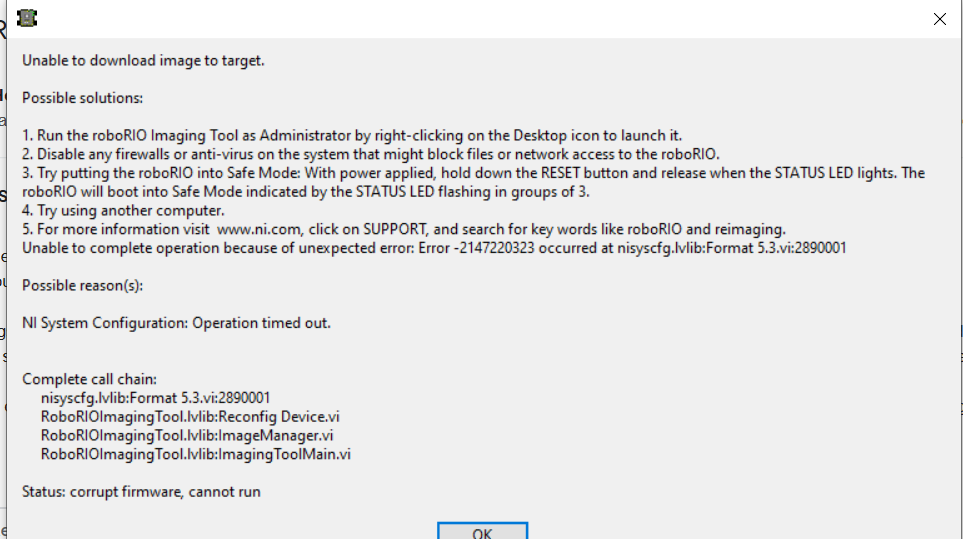 Unable to download image to target.
Possible solutions:
1. Run the roboRIO Imaging Tool as Administrator by right-clicking on the Desktop icon to launch it.
2. Disable any firewalls or anti-virus on the system that might block files or network access to the roboRIO.
3. Try putting the roboRIO into Safe Mode: With power applied, hold down the RESET button and release when the STATUS LED lights. The
roboRIO will boot into Safe Mode indicated by the STATUS LED flashing in groups of 3.
4. Try using another computer.
5. For more information visit  www.ni.com, click on SUPPORT, and search for key words like roboRIO and reimaging.
Unable to complete operation because of unexpected error: Error -2147220323 occurred at nisyscfg.lvlib:Format 5.3.vi:2890001
Possible reason(s):
NI System Configuration: Operation timed out.
Complete call chain:
nisyscfg.lvlib:Format 5.3.vi:2890001
RoboRIOImagingTool.lvlib:Reconfig Device.vi
RoboRIOImagingTool.lvlib:ImageManager.vi
RoboRIOImagingTool.lvlib:ImagingToolMain.vi
Status: corrupt firmware, cannot run
OK